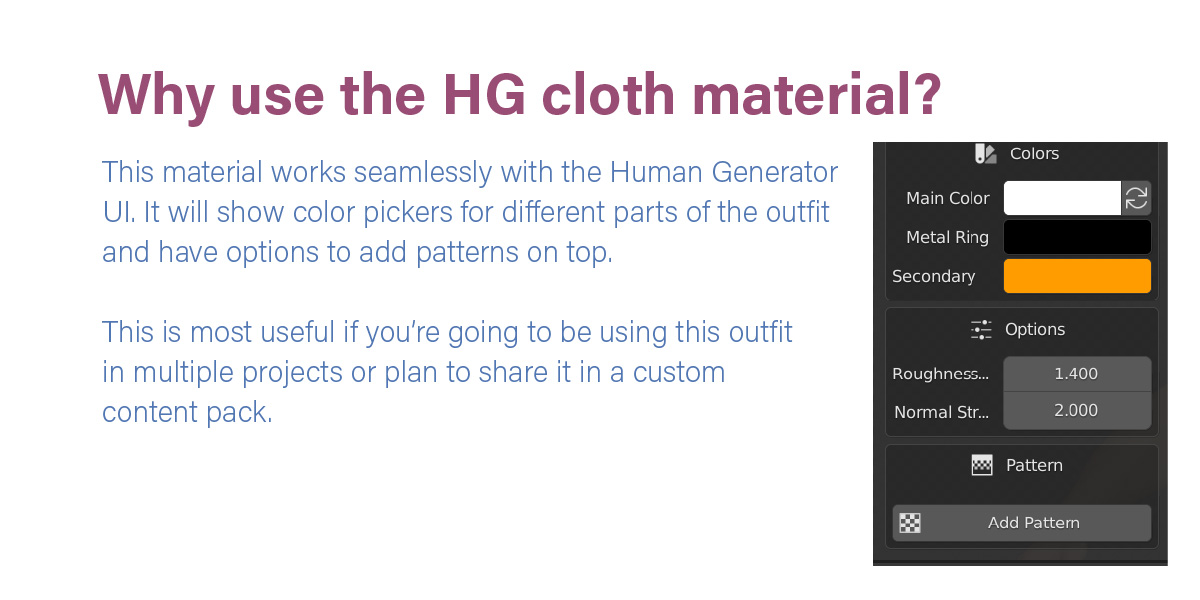 Why use the HG cloth material?
This material works seamlessly with the Human Generator
UI. It will show color pickers for different parts of the outfit
and have options to add patterns on top.
This is most useful if you’re going to be using this outfit
in multiple projects or plan to share it in a custom
content pack.
Colors
Main Color
Metal Ring
Secondary
Options
Roughness... 1.400
Normal Str... 2.000
Pattern
Add Pattern